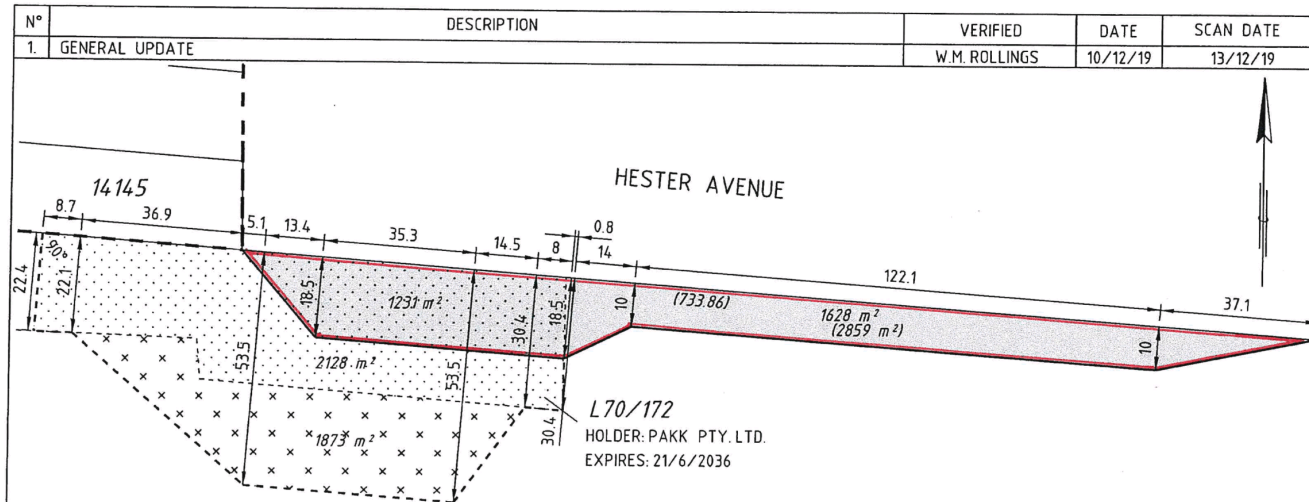 N° DESCRIPTION VERIFIED DATE SCAN DATE
1. GENERAL UPDATE W.M. ROLLINGS 10/12/19 13/12/19
HESTER AVENUE
14145
8.7 36.9 5.1 13.4 35.3 14.5 8 0.8
14 122.1 37.1
90°
22.4 22.1 18.5 1231 m² 18.5 10 (733.86) 1628 m²
(2859 m²)
10
53.5 2128 m² 53.5 30.4
30.4
L70/172
HOLDER: PAKK PTY. LTD.
EXPIRES: 21/6/2036
1873 m²